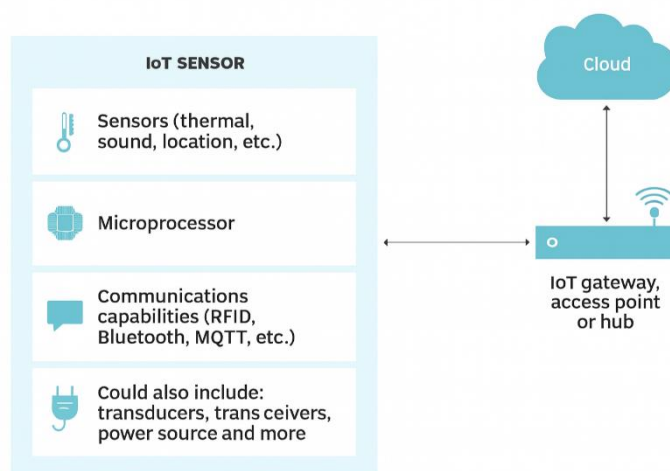 IoT SENSOR
Sensors (thermal,
sound, location, etc.)
Microprocessor
Communications
capabilities (RFID,
Bluetooth, MQTT, etc.)
Could also include:
transducers, trans ceivers,
power source and more
Cloud
IoT gateway,
access point
or hub